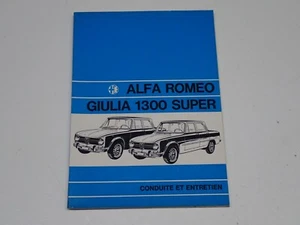 ALFA ROMEO
GIULIA 1300 SUPER
CONDUITE ET ENTRETIEN